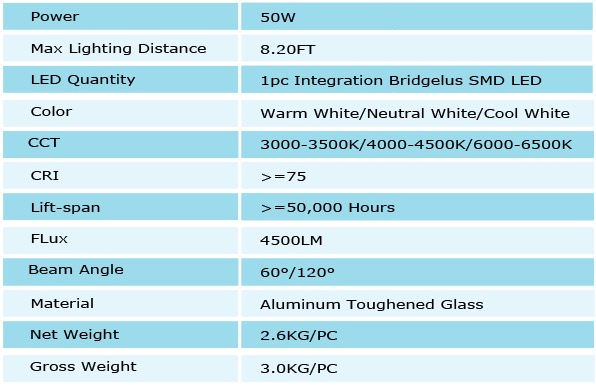 Power 50W
Max Lighting Distance 8.20FT
LED Quantity 1pc Integration Bridgelus SMD LED
Color Warm White/Neutral White/Cool White
CCT 3000-3500K/4000-4500K/6000-6500K
CRI >=75
Lift-span >=50,000 Hours
FLux 4500LM
Beam Angle 60°/120°
Material Aluminum Toughened Glass
Net Weight 2.6KG/PC
Gross Weight 3.0KG/PC